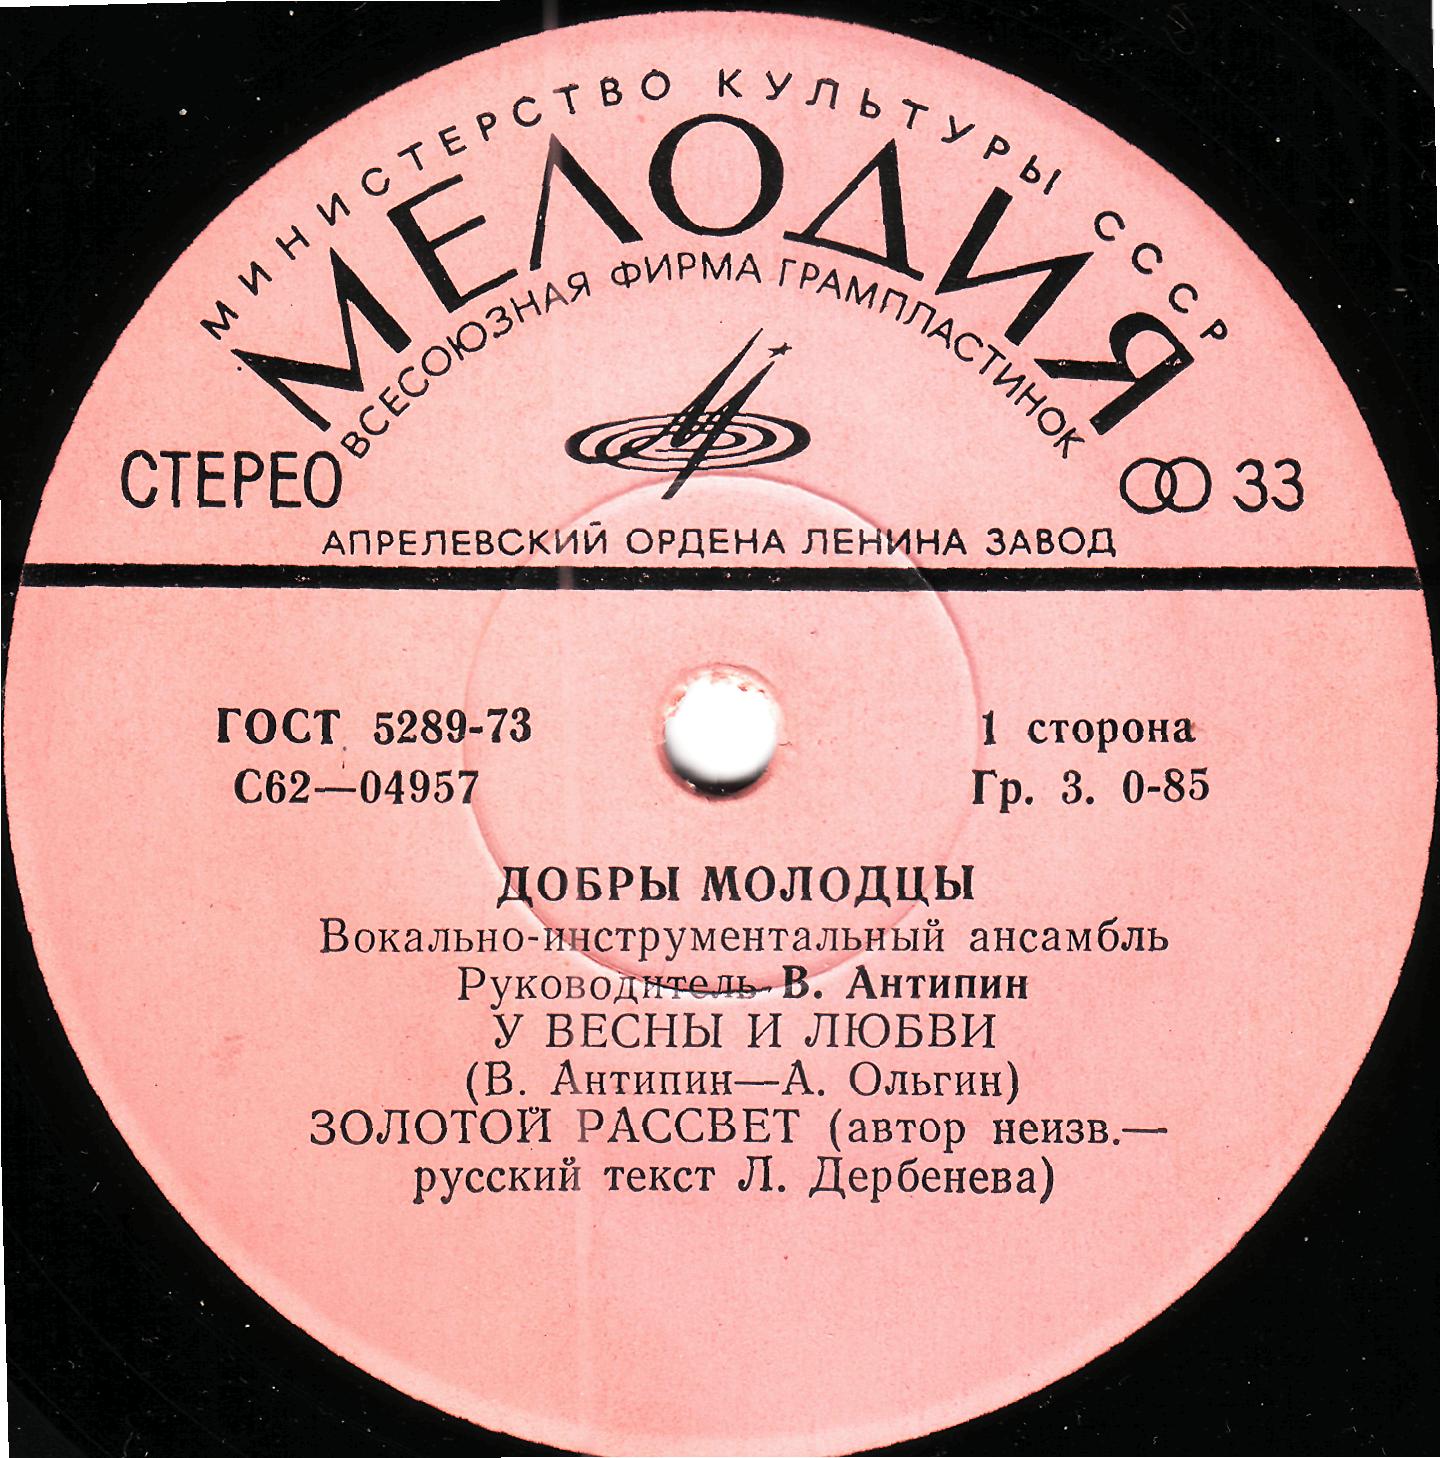 МИНИСТЕРСТВО КУЛЬТУРЫ СССР
МЕЛОДИЯ
ВСЕСОЮЗНАЯ ФИРМА ГРАМПЛАСТИНОК
СТЕРЕО
33
АПРЕЛЕВСКИЙ ОРДЕНА ЛЕНИНА ЗАВОД
ГОСТ 5289-73
1 сторона
С62—04957
Гр. 3. 0-85
ДОБРЫ МОЛОДЦЫ
Вокально-инструментальный ансамбль
Руководитель В. Антипин
У ВЕСНЫ И ЛЮБВИ
(В. Антипин—А. Ольгин)
ЗОЛОТОЙ РАССВЕТ (автор неизв.—
русский текст Л. Дербенева)